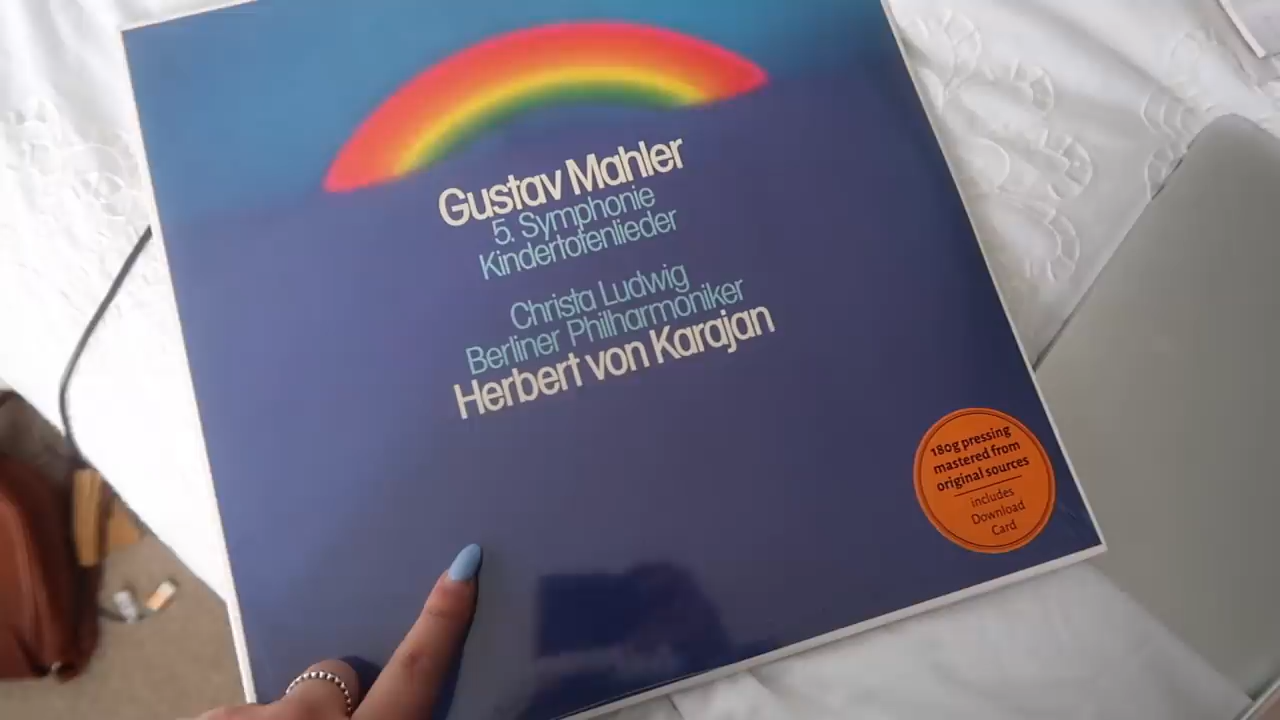 Gustav Mahler
5. Symphonie
Kindertotenlieder
Christa Ludwig
Berliner Philharmoniker
Herbert von Karajan
180g pressing
mastered from
original sources
includes
Download
Card